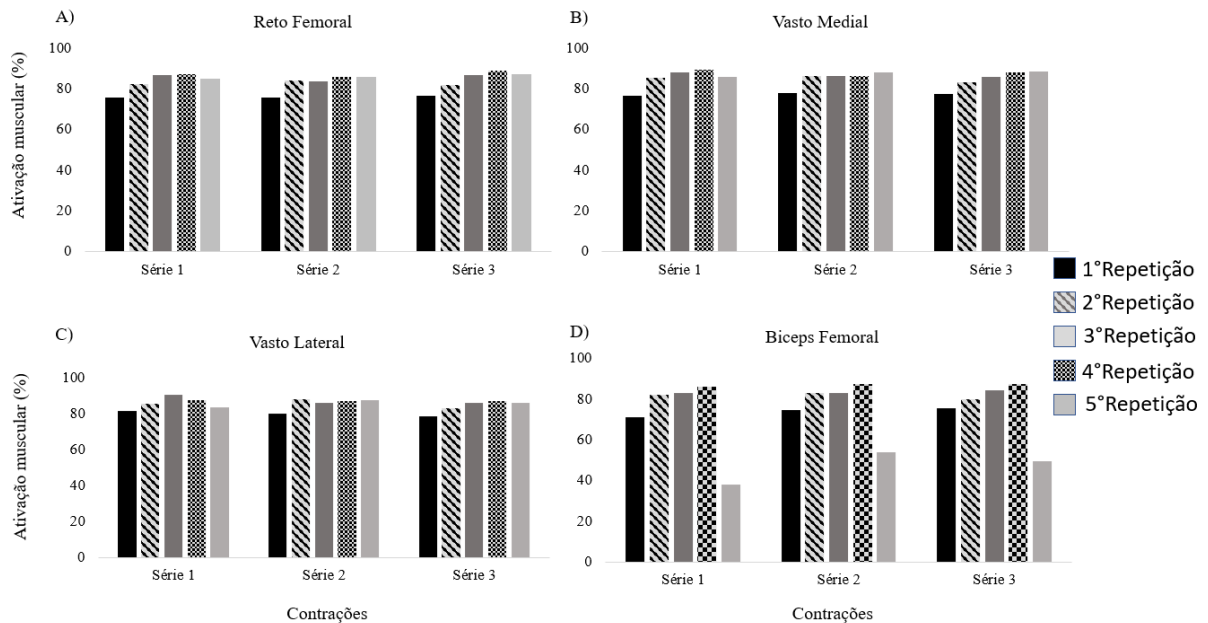 A)
Reto Femoral
Ativação muscular (%)
100
80
60
40
20
0
Série 1
Série 2
Série 3
B)
Vasto Medial
100
80
60
40
20
0
Série 1
Série 2
Série 3
C)
Vasto Lateral
Ativação muscular (%)
100
80
60
40
20
0
Série 1
Série 2
Série 3
Contrações
D)
Biceps Femoral
100
80
60
40
20
0
Série 1
Série 2
Série 3
Contrações
1°Repetição
2°Repetição
3°Repetição
4°Repetição
5°Repetição